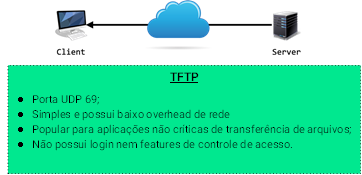 Client
Server
TFTP
● Porta UDP 69;
● Simples e possui baixo overhead de rede
● Popular para aplicações não críticas de transferência de arquivos;
● Não possui login nem features de controle de acesso.